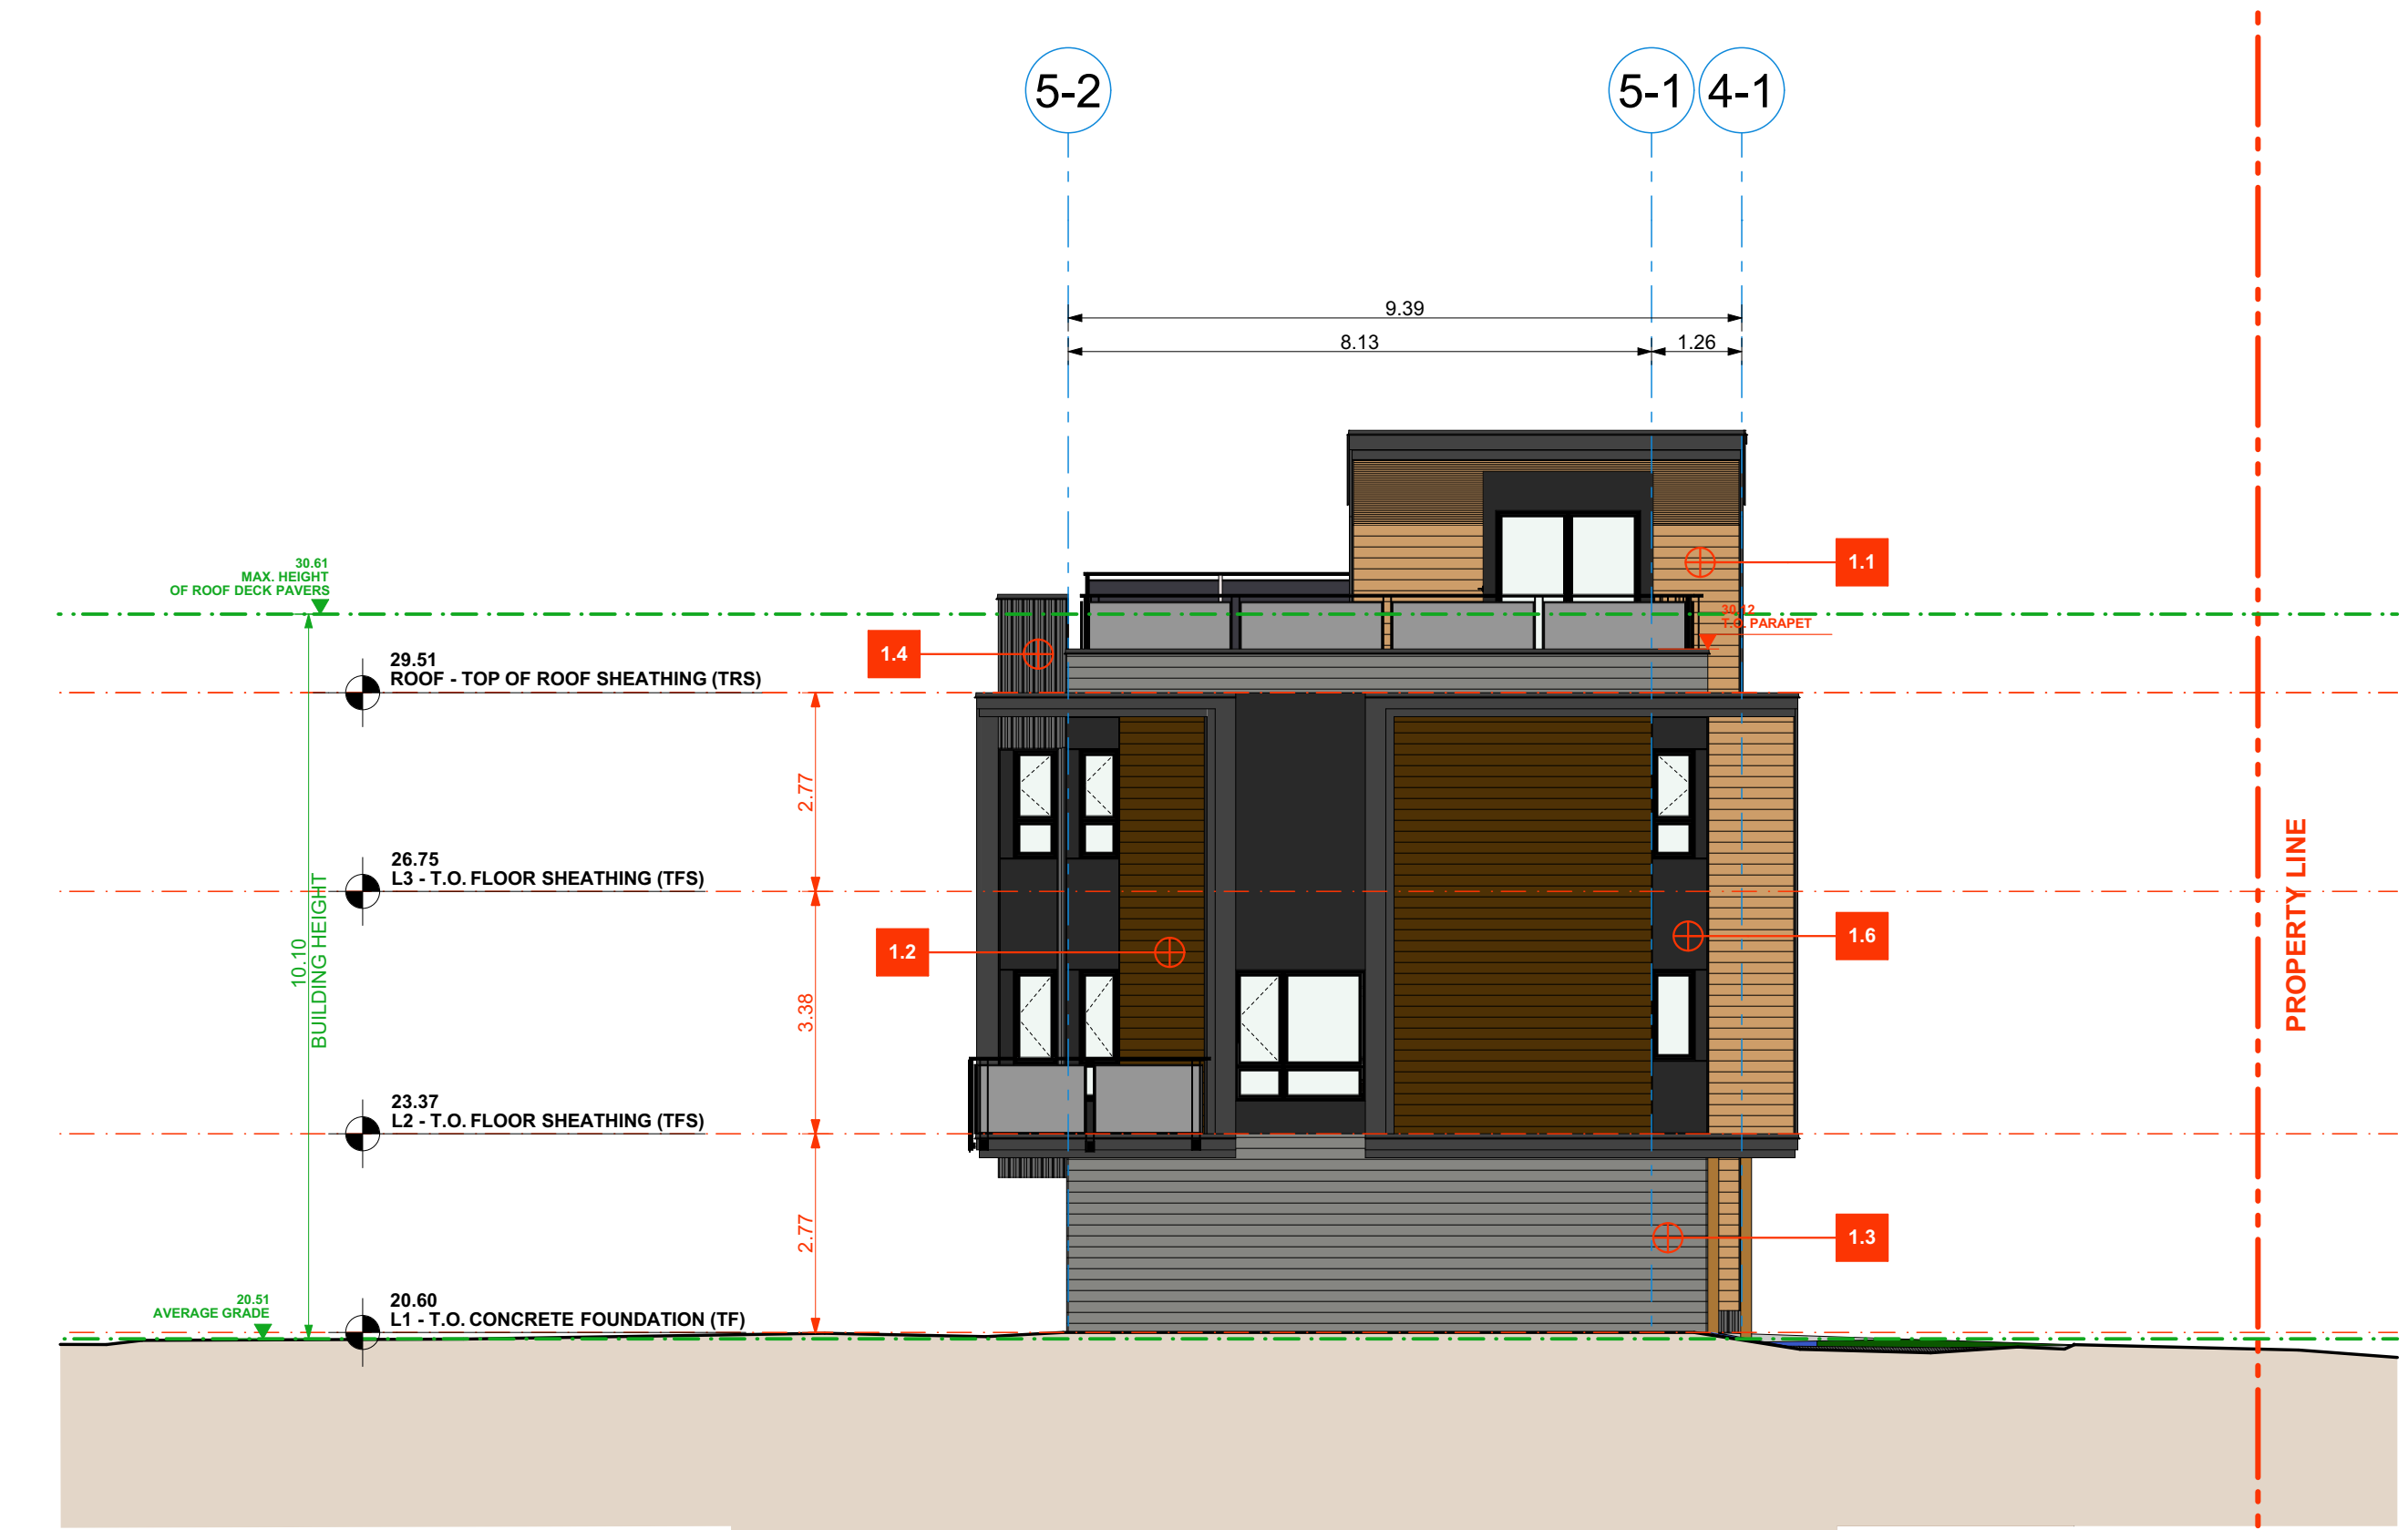 5-2
5-1
4-1
9.39
8.13
1.26
30.61
MAX. HEIGHT
OF ROOF DECK PAVERS
1.1
30.12
T.O. PARAPET
1.4
29.51
ROOF - TOP OF ROOF SHEATHING (TRS)
2.77
26.75
L3 - T.O. FLOOR SHEATHING (TFS)
10.10
BUILDING HEIGHT
1.2
1.6
PROPERTY LINE
3.38
23.37
L2 - T.O. FLOOR SHEATHING (TFS)
2.77
1.3
20.51
AVERAGE GRADE
20.60
L1 - T.O. CONCRETE FOUNDATION (TF)